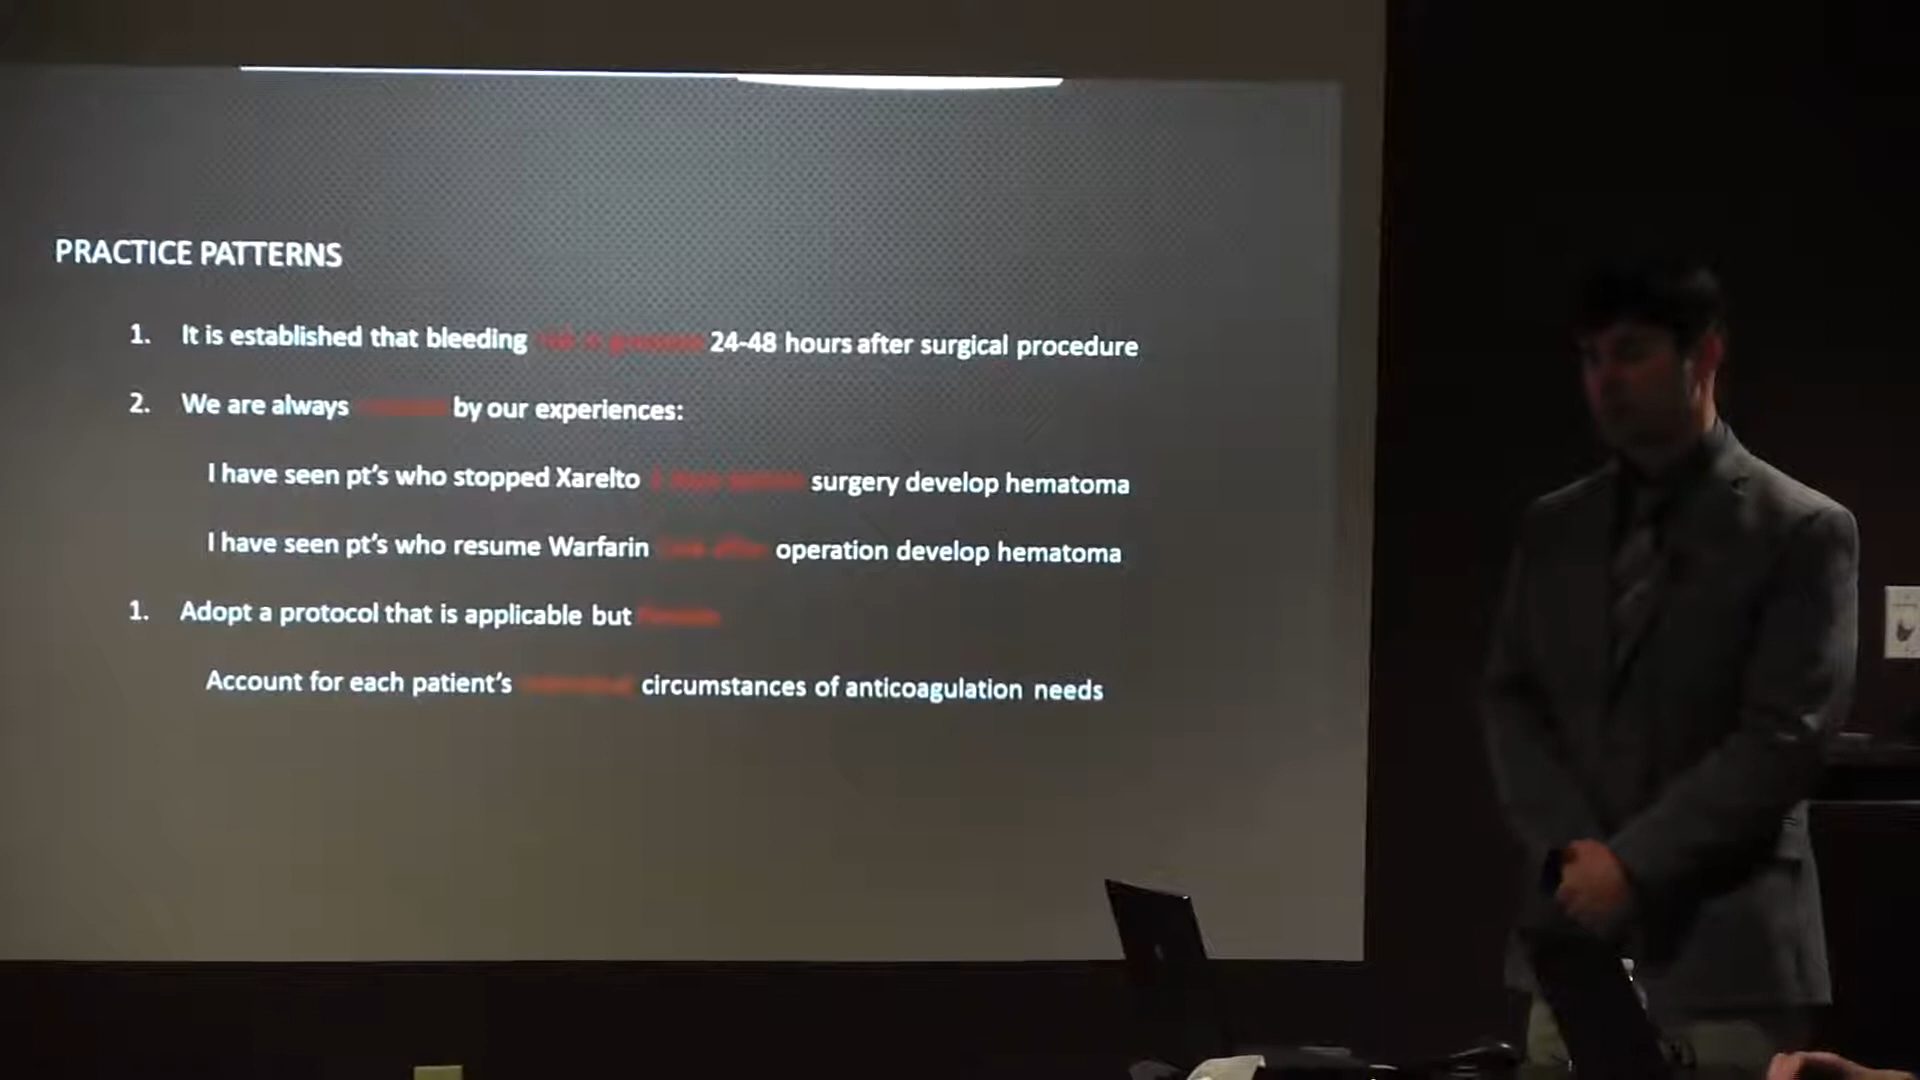 PRACTICE PATTERNS
1. It is established that bleeding 24-48 hours after surgical procedure
2. We are always by our experiences:
I have seen pt's who stopped Xarelto surgery develop hematoma
I have seen pt's who resume Warfarin operation develop hematoma
1. Adopt a protocol that is applicable but
Account for each patient's circumstances of anticoagulation needs